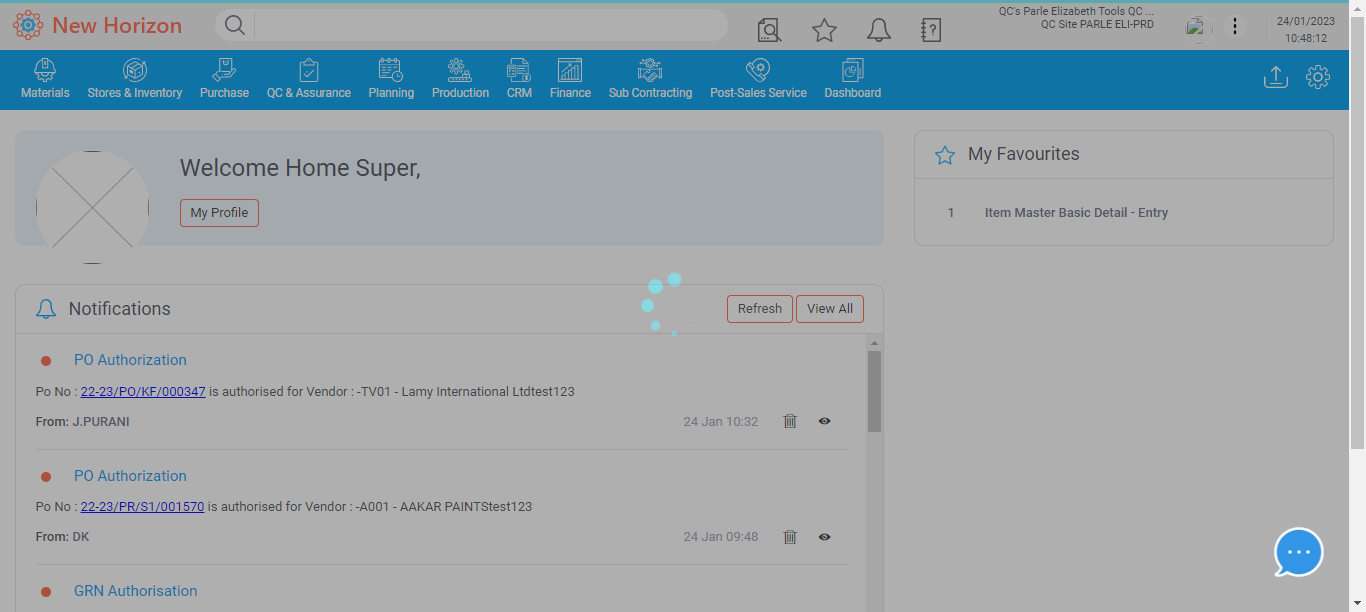 New Horizon
QC's Parle Elizabeth Tools QC ...
QC Site PARLE ELI-PRD
24/01/2023
10:48:12
Materials
Stores & Inventory
Purchase
QC & Assurance
Planning
Production
CRM
Finance
Sub Contracting
Post-Sales Service
Dashboard
Welcome Home Super,
My Profile
My Favourites
1 Item Master Basic Detail - Entry
Notifications
Refresh
View All
PO Authorization
Po No : 22-23/PO/KF/000347 is authorised for Vendor : -TV01 - Lamy International Ltdtest123
From: J.PURANI 24 Jan 10:32
PO Authorization
Po No : 22-23/PR/S1/001570 is authorised for Vendor : -A001 - AAKAR PAINTStest123
From: DK 24 Jan 09:48
GRN Authorisation